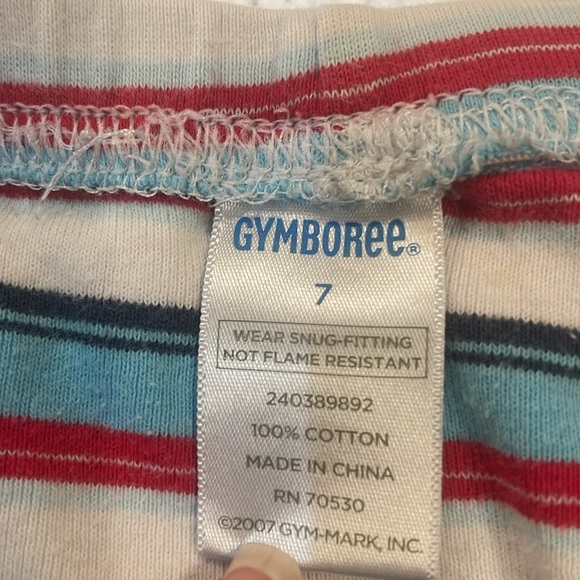 GYMBOREE®
7
WEAR SNUG-FITTING
NOT FLAME RESISTANT
240389892
100% COTTON
MADE IN CHINA
RN 70530
©2007 GYM-MARK, INC.